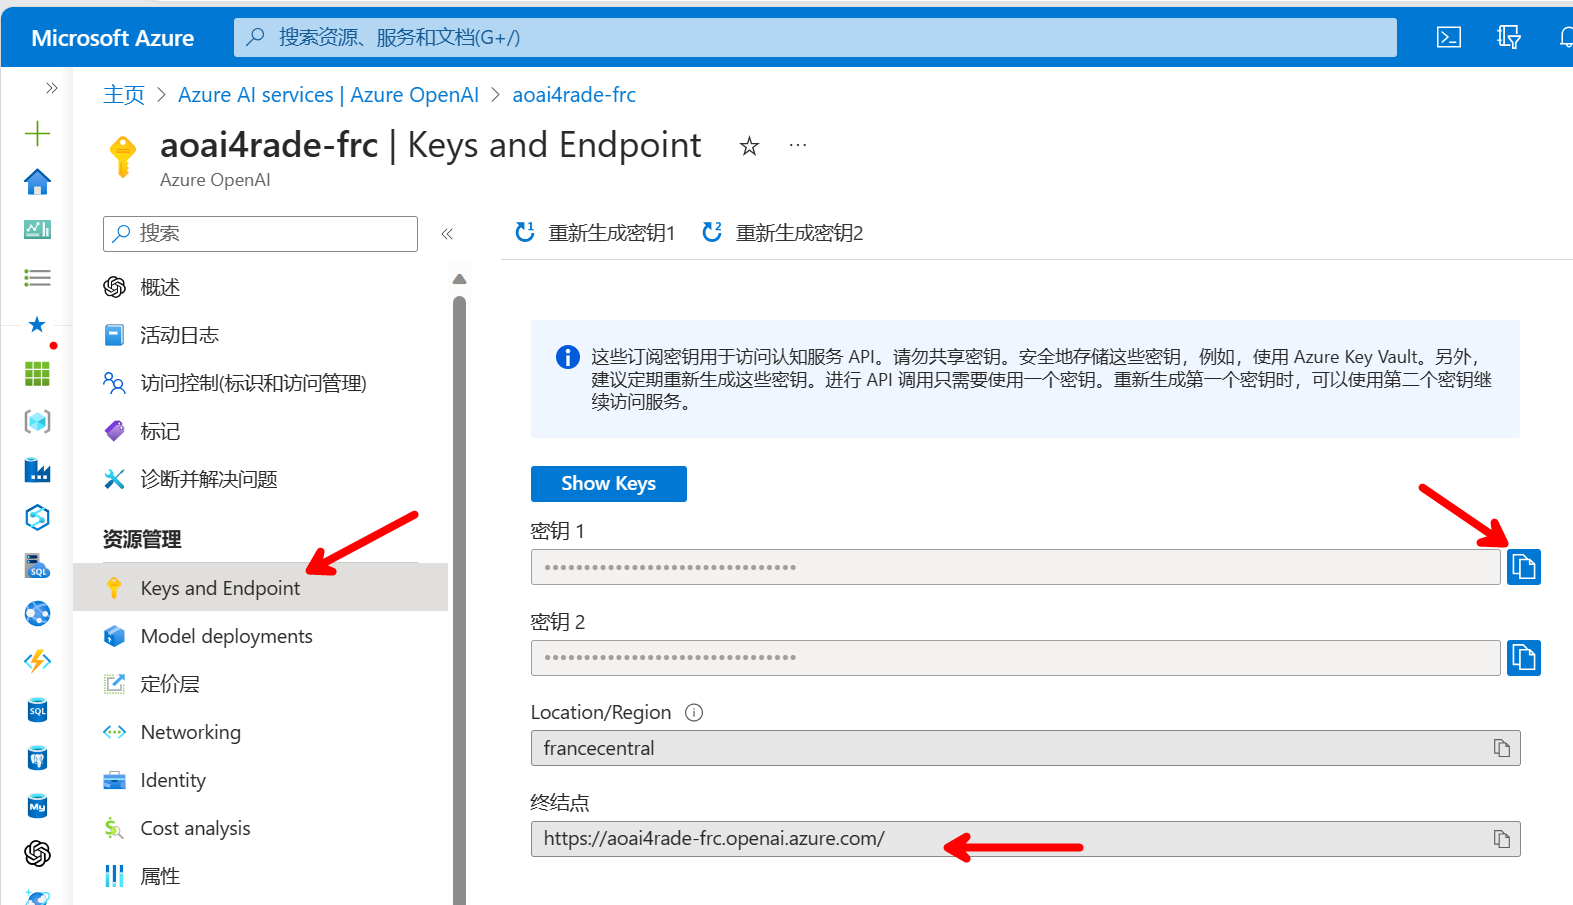 Microsoft Azure
搜索资源、服务和文档(G+/)
主页 > Azure AI services | Azure OpenAI > aoai4rade-frc
aoai4rade-frc | Keys and Endpoint
Azure OpenAI
搜索
概述
活动日志
访问控制(标识和访问管理)
标记
诊断并解决问题
资源管理
Keys and Endpoint
Model deployments
定价层
Networking
Identity
Cost analysis
属性
重新生成密钥1
重新生成密钥2
这些订阅密钥用于访问认知服务 API。请勿共享密钥。安全地存储这些密钥，例如，使用 Azure Key Vault。另外，
建议定期重新生成这些密钥。进行 API 调用只需要使用一个密钥。重新生成第一个密钥时，可以使用第二个密钥继
续访问服务。
Show Keys
密钥 1
••••••••••••••••••••••••••••••••
密钥 2
••••••••••••••••••••••••••••••••
Location/Region
francecentral
终结点
https://aoai4rade-frc.openai.azure.com/
SQL
SQL
My